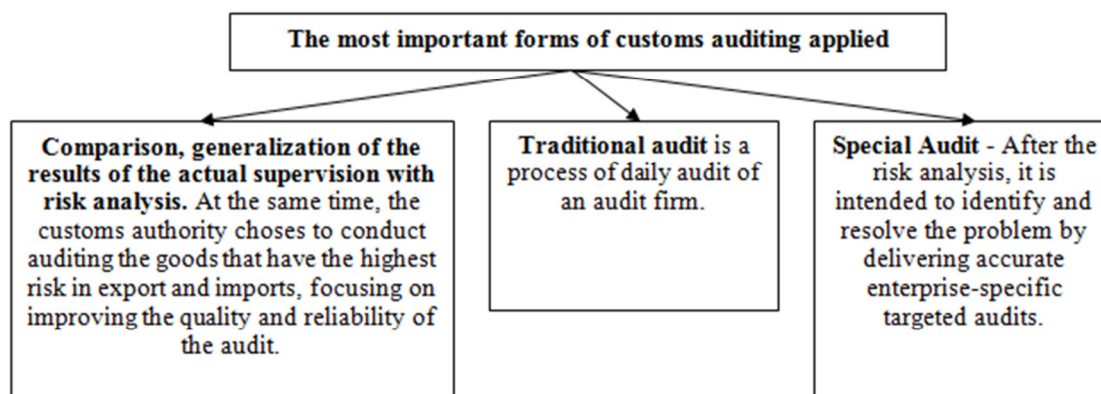 The most important forms of customs auditing applied
Comparison, generalization of the
results of the actual supervision with
risk analysis. At the same time, the
customs authority choses to conduct
auditing the goods that have the highest
risk in export and imports, focusing on
improving the quality and reliability of
the audit.
Traditional audit is a
process of daily audit of
an audit firm.
Special Audit - After the
risk analysis, it is
intended to identify and
resolve the problem by
delivering accurate
enterprise-specific
targeted audits.